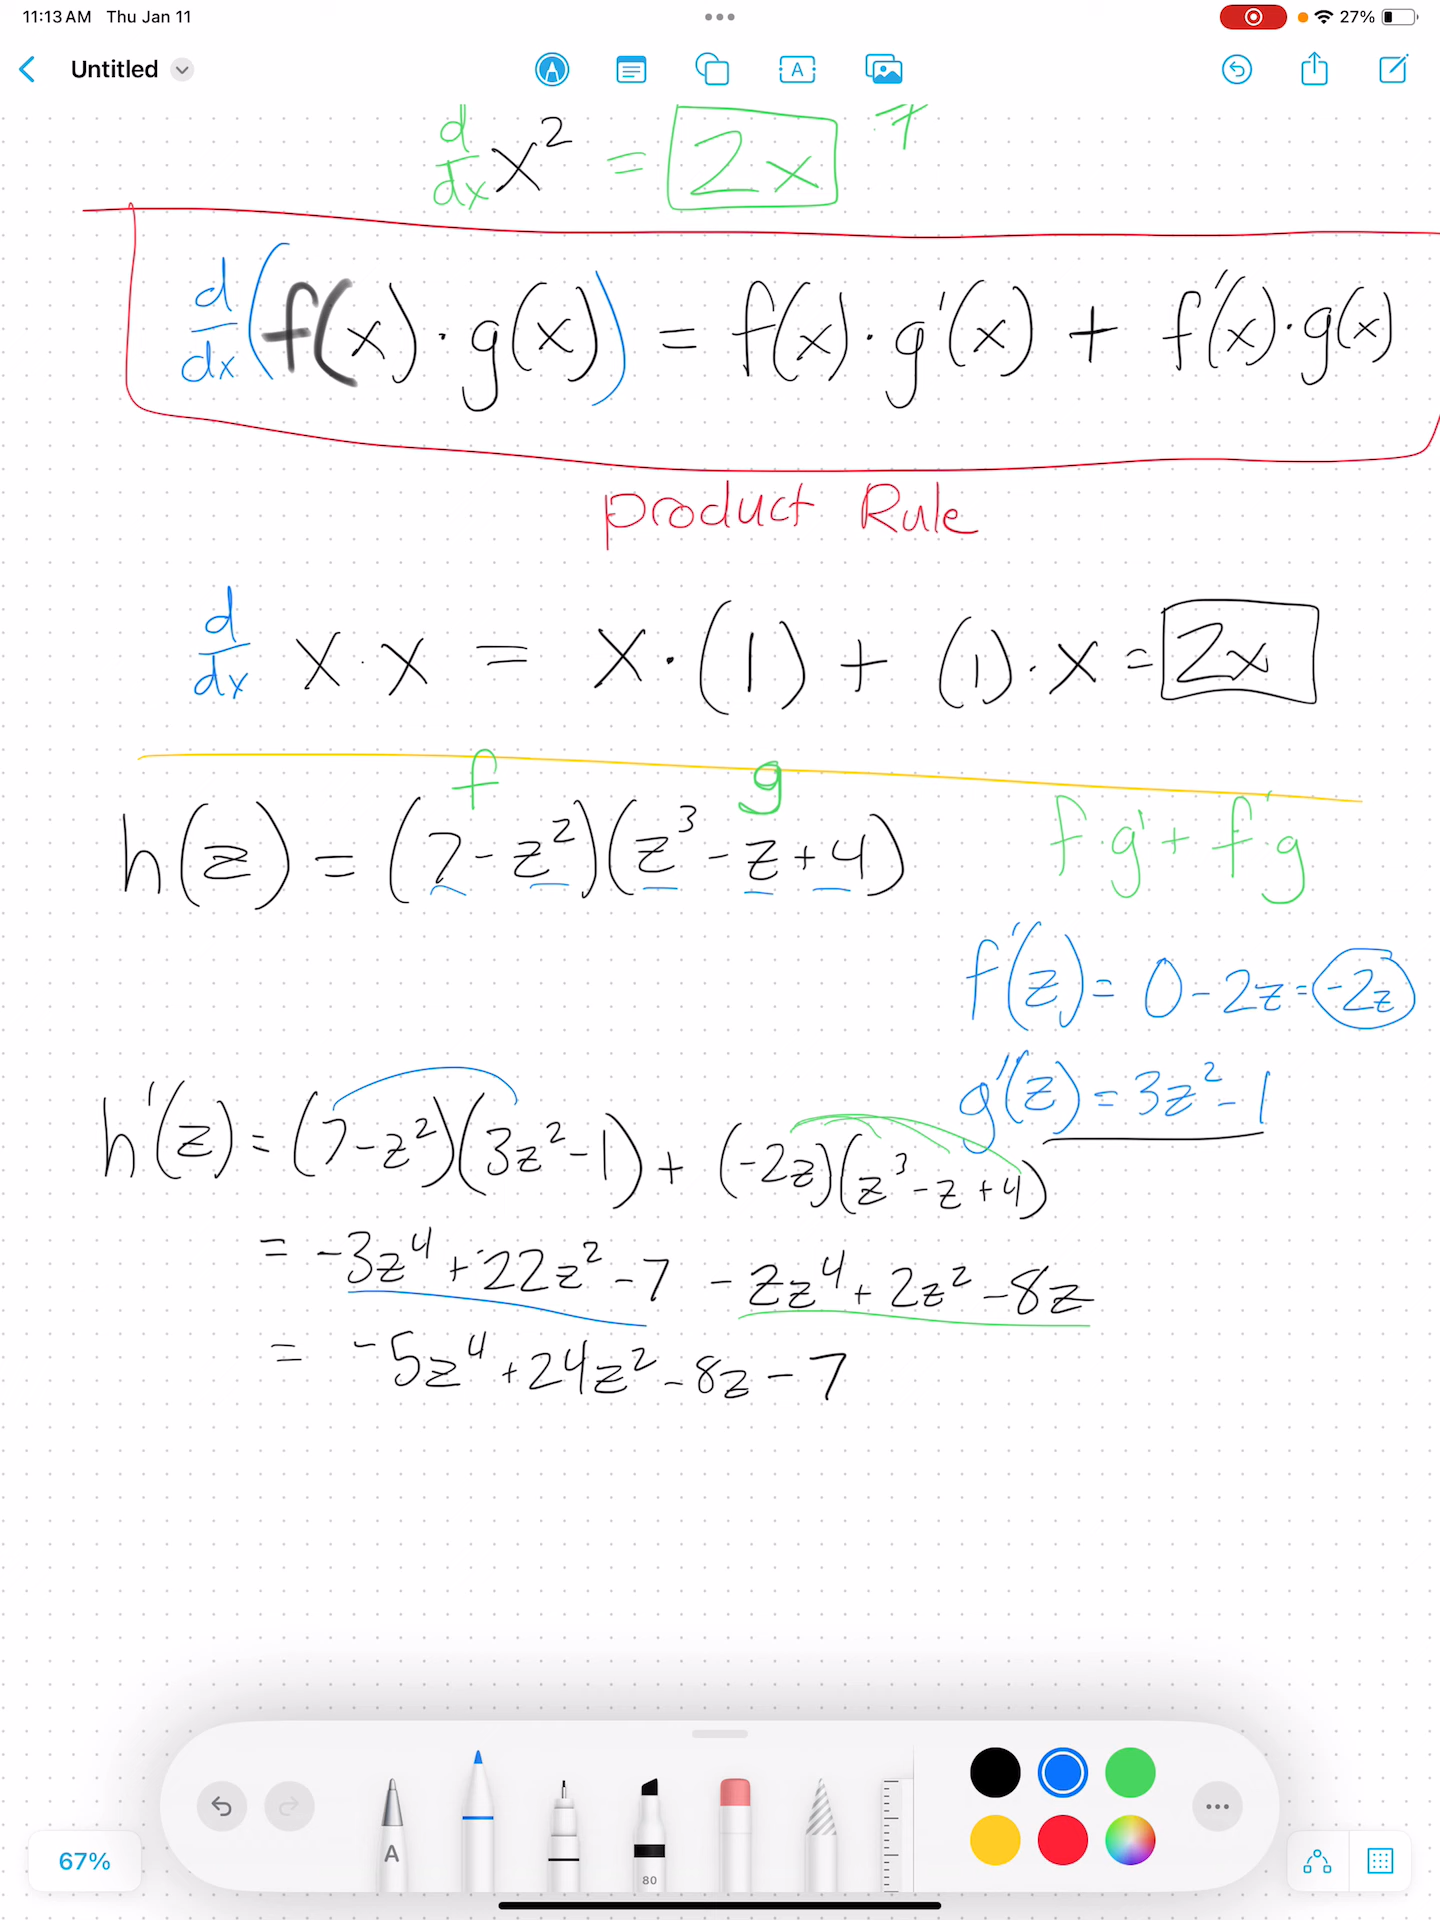 11:13 AM Thu Jan 11
27%
Untitled
d/dx x² = 2x
d/dx (f(x)·g(x)) = f(x)·g'(x) + f'(x)·g(x)
product Rule
d/dx x·x = x·(1) + (1)·x = 2x
f g
h(z) = (7-z²)(z³-z+4)
f·g'+f'·g
f'(z) = 0-2z = -2z
g'(z) = 3z²-1
h'(z) = (7-z²)(3z²-1) + (-2z)(z³-z+4)
= -3z⁴+22z²-7 -2z⁴+2z²-8z
= -5z⁴+24z²-8z-7
A
80
67%